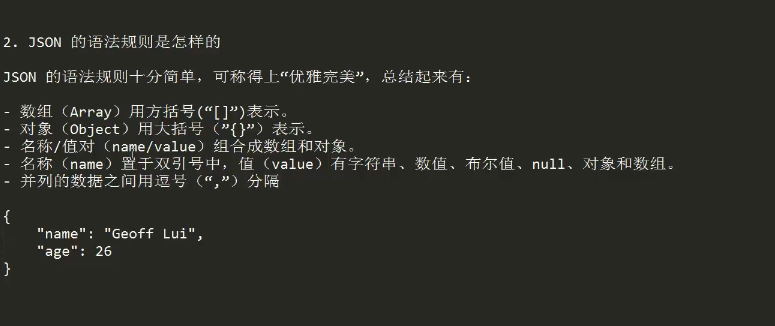 2. JSON 的语法规则是怎样的
JSON 的语法规则十分简单，可称得上“优雅完美”，总结起来有：
- 数组（Array）用方括号(“[]”)表示。
- 对象（Object）用大括号（”{}”）表示。
- 名称/值对（name/value）组合成数组和对象。
- 名称（name）置于双引号中，值（value）有字符串、数值、布尔值、null、对象和数组。
- 并列的数据之间用逗号（“,”）分隔
{
    "name": "Geoff Lui",
    "age": 26
}